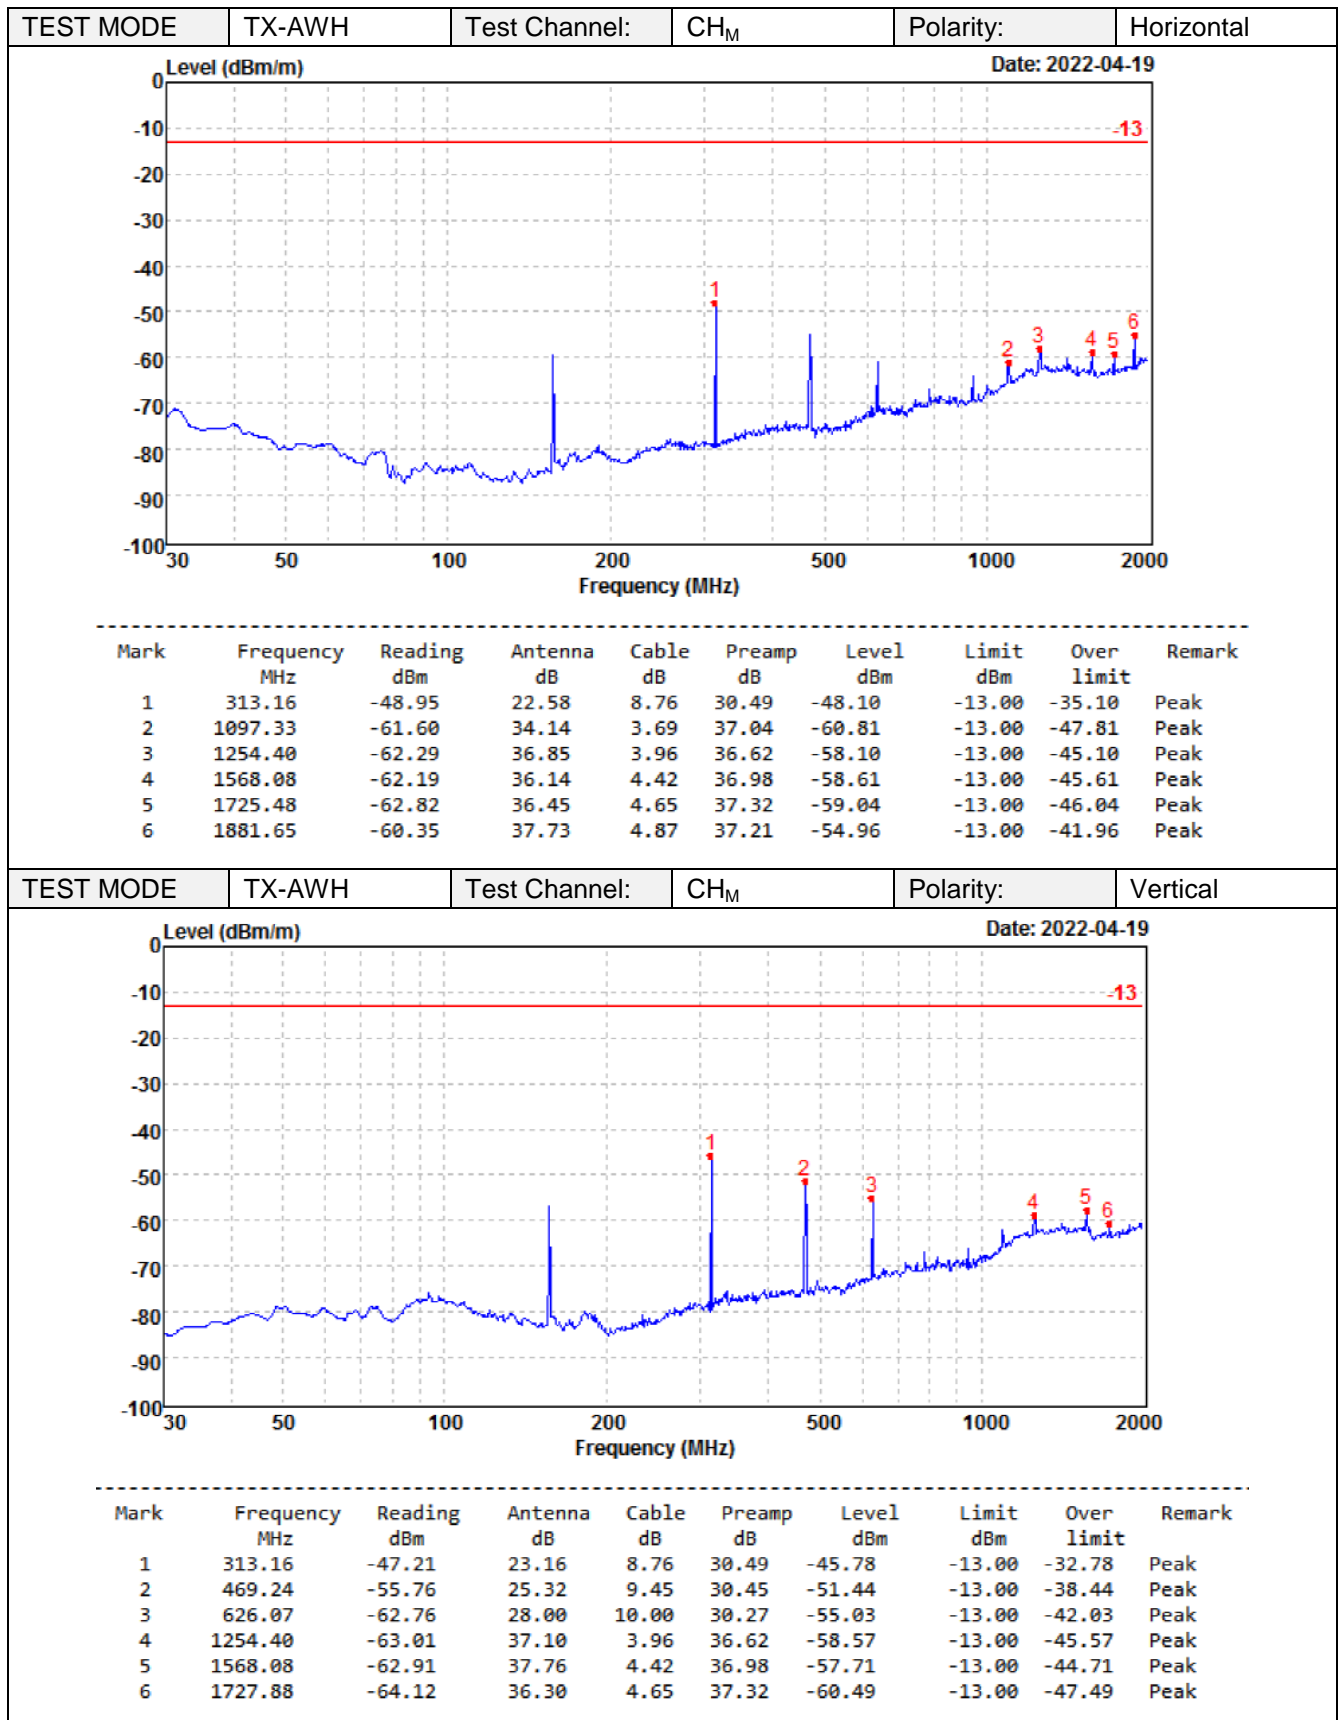 TEST MODE TX-AWH Test Channel: CHM Polarity: Horizontal
Level (dBm/m) Date: 2022-04-19
0
-10
-13
-20
-30
-40
1
-50
6
3 4 5
2
-60
-70
-80
-90
-100
30 50 100 200 500 1000 2000
Frequency (MHz)
Mark Frequency Reading Antenna Cable Preamp Level Limit Over Remark
MHz dBm dB dB dB dBm dBm limit
1 313.16 -48.95 22.58 8.76 30.49 -48.10 -13.00 -35.10 Peak
2 1097.33 -61.60 34.14 3.69 37.04 -60.81 -13.00 -47.81 Peak
3 1254.40 -62.29 36.85 3.96 36.62 -58.10 -13.00 -45.10 Peak
4 1568.08 -62.19 36.14 4.42 36.98 -58.61 -13.00 -45.61 Peak
5 1725.48 -62.82 36.45 4.65 37.32 -59.04 -13.00 -46.04 Peak
6 1881.65 -60.35 37.73 4.87 37.21 -54.96 -13.00 -41.96 Peak
TEST MODE TX-AWH Test Channel: CHM Polarity: Vertical
Level (dBm/m) Date: 2022-04-19
0
-10
-13
-20
-30
-40
1
2
-50
3
4 5 6
-60
-70
-80
-90
-100
30 50 100 200 500 1000 2000
Frequency (MHz)
Mark Frequency Reading Antenna Cable Preamp Level Limit Over Remark
MHz dBm dB dB dB dBm dBm limit
1 313.16 -47.21 23.16 8.76 30.49 -45.78 -13.00 -32.78 Peak
2 469.24 -55.76 25.32 9.45 30.45 -51.44 -13.00 -38.44 Peak
3 626.07 -62.76 28.00 10.00 30.27 -55.03 -13.00 -42.03 Peak
4 1254.40 -63.01 37.10 3.96 36.62 -58.57 -13.00 -45.57 Peak
5 1568.08 -62.91 37.76 4.42 36.98 -57.71 -13.00 -44.71 Peak
6 1727.88 -64.12 36.30 4.65 37.32 -60.49 -13.00 -47.49 Peak